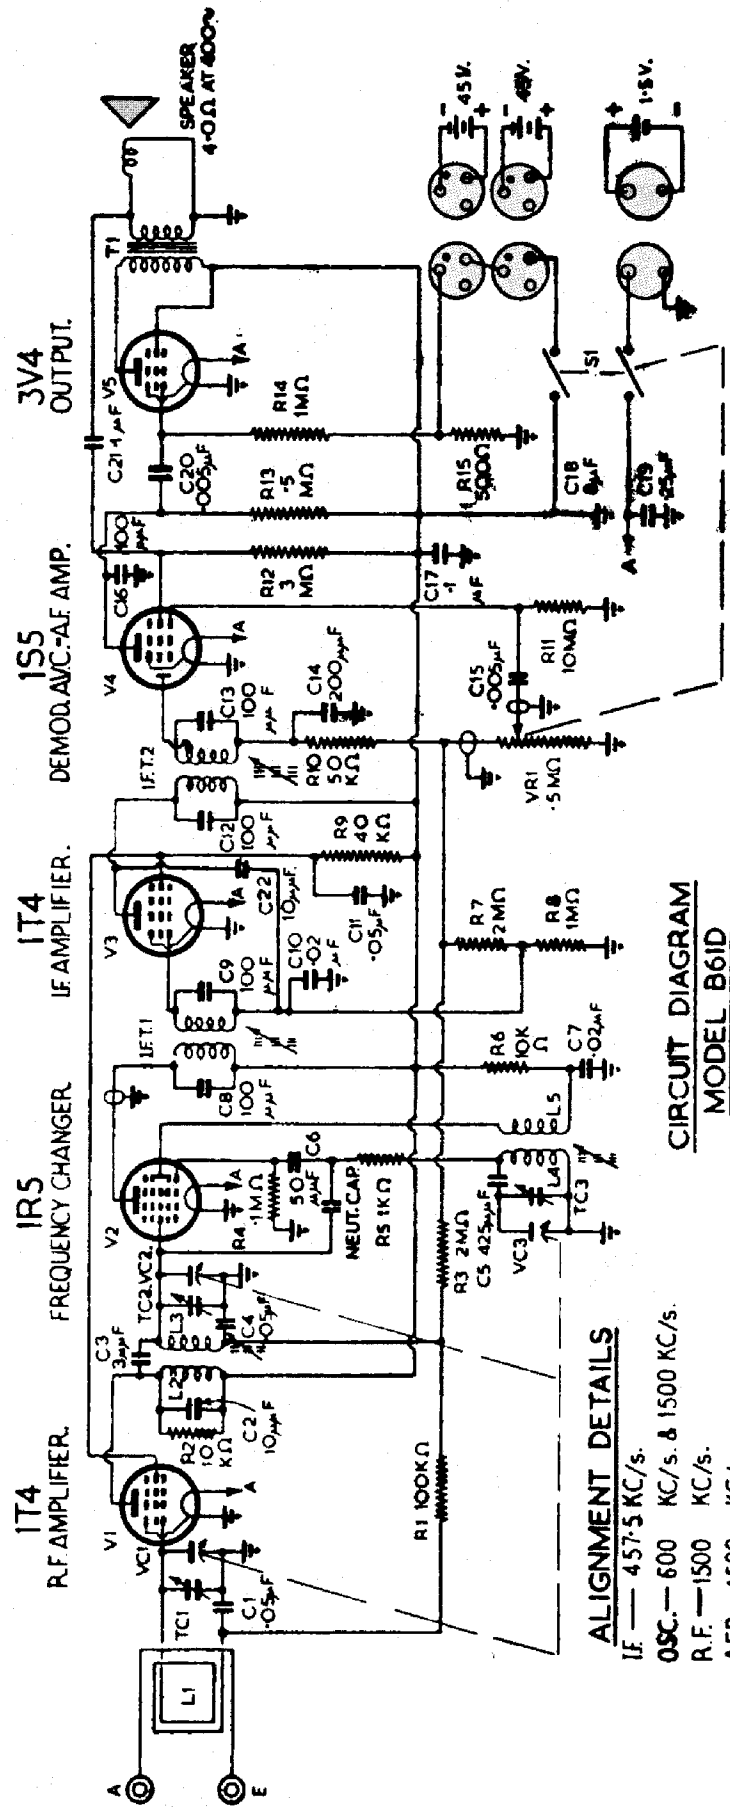 1T4
R.F. AMPLIFIER.
1R5
FREQUENCY CHANGER
1T4
I.F. AMPLIFIER.
1S5
DEMOD. A.V.C.-A.F. AMP.
3V4
OUTPUT.
SPEAKER
4·0Ω AT 400~
A
E
L1
V1
VC1
TC1
C1
·05μF
A
R2
10
KΩ
L2
C2
10μμF
C3
3μμF
L3
TC2
VC2
C4
·05μF
V2
A
R4
·1MΩ
C6
50
μμF
NEUT. CAP.
R5 1KΩ
R1 100KΩ
R3 2MΩ
C5 425μμF
VC3
L4
TC3
L5
R6
10K
Ω
C7
·02μF
I.F.T.1
C8
100
μμF
C9
100
μμF
V3
A
C22
10μμF
C10
·02
μF
C11
·05μF
R9
40
KΩ
R7
2MΩ
R8
1MΩ
I.F.T.2
C12
100
μμF
C13
100
μμF
R10
50
KΩ
C14
200μμF
VR1
·5MΩ
C15
·005μF
R11
10MΩ
V4
A
C16
100
μμF
R12
3
MΩ
C17
·1
μF
R13
·5
MΩ
C20
·005μF
C21 ·1μF
R14
1MΩ
R15
500Ω
V5
A
T1
C18
8μF
C19
·25μF
A
S1
45V.
- +
45V.
- +
1·5V.
+ -
CIRCUIT DIAGRAM
MODEL B61D
ALIGNMENT DETAILS
I.F. — 457·5 KC/s.
OSC. — 600 KC/s. & 1500 KC/s.
R.F. — 1500 KC/s.